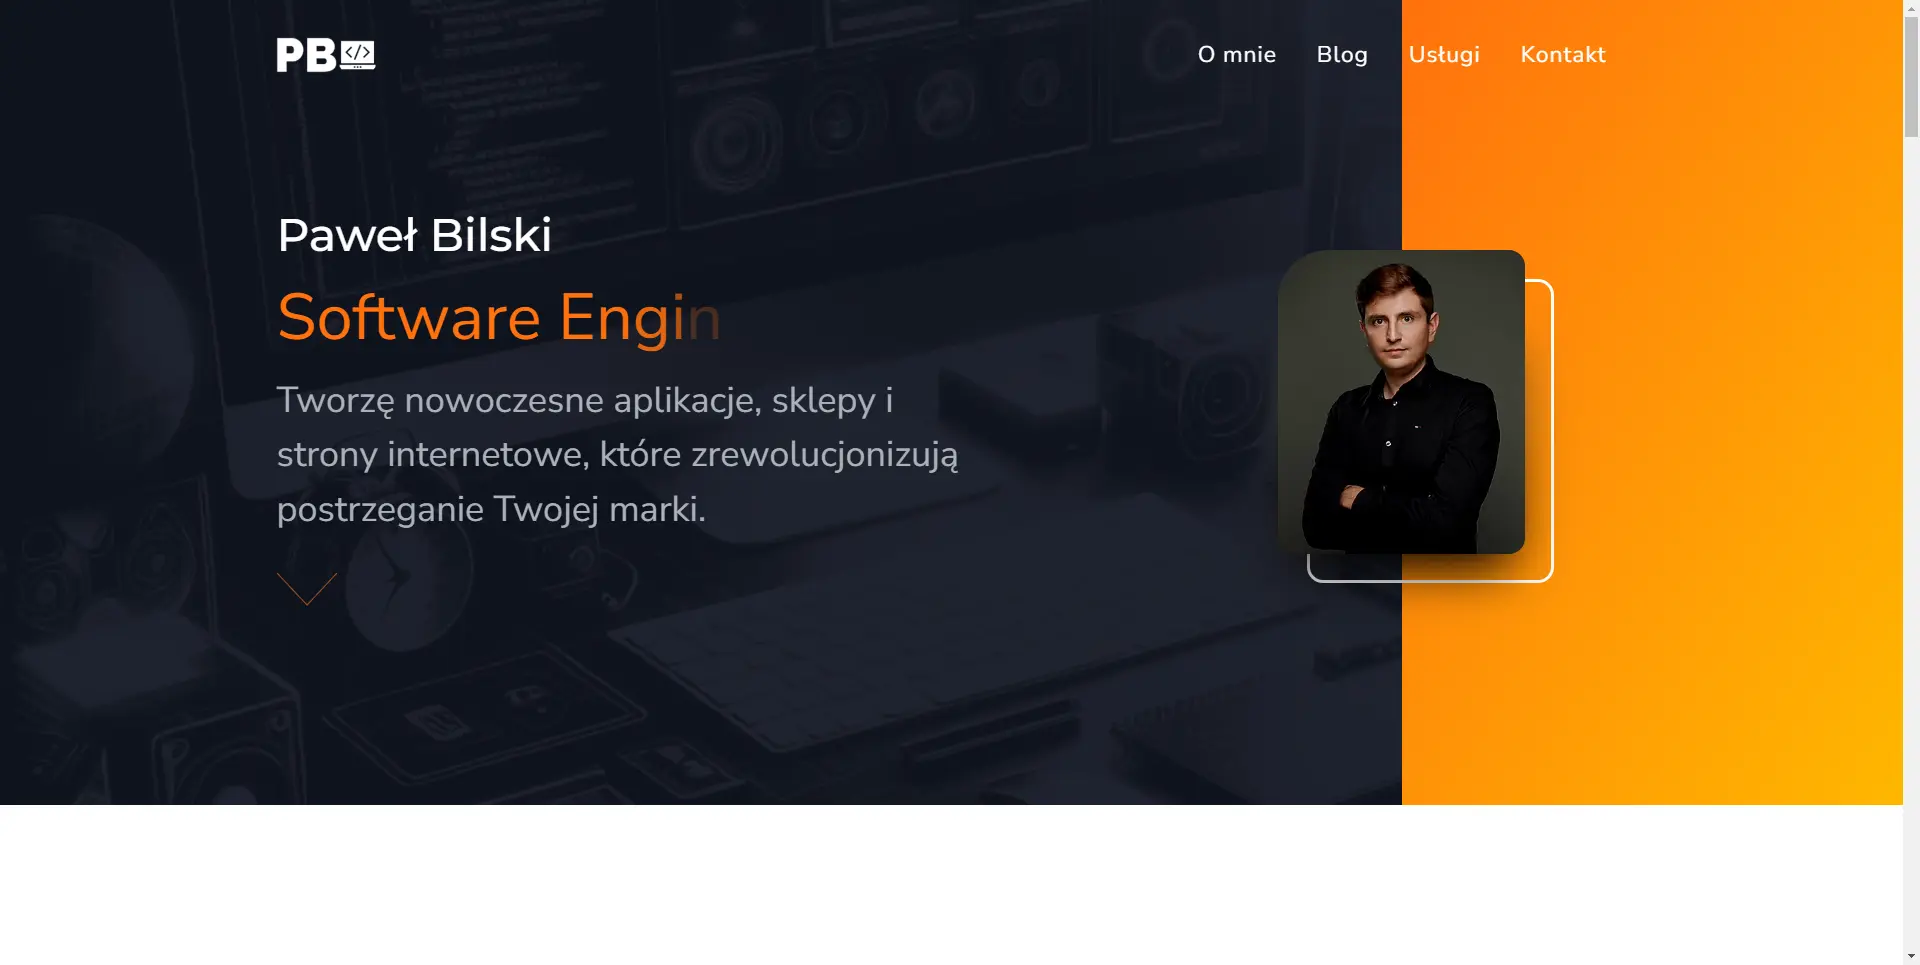 PB </>
O mnie Blog Usługi Kontakt
Paweł Bilski
Software Engin
Tworzę nowoczesne aplikacje, sklepy i
strony internetowe, które zrewolucjonizują
postrzeganie Twojej marki.